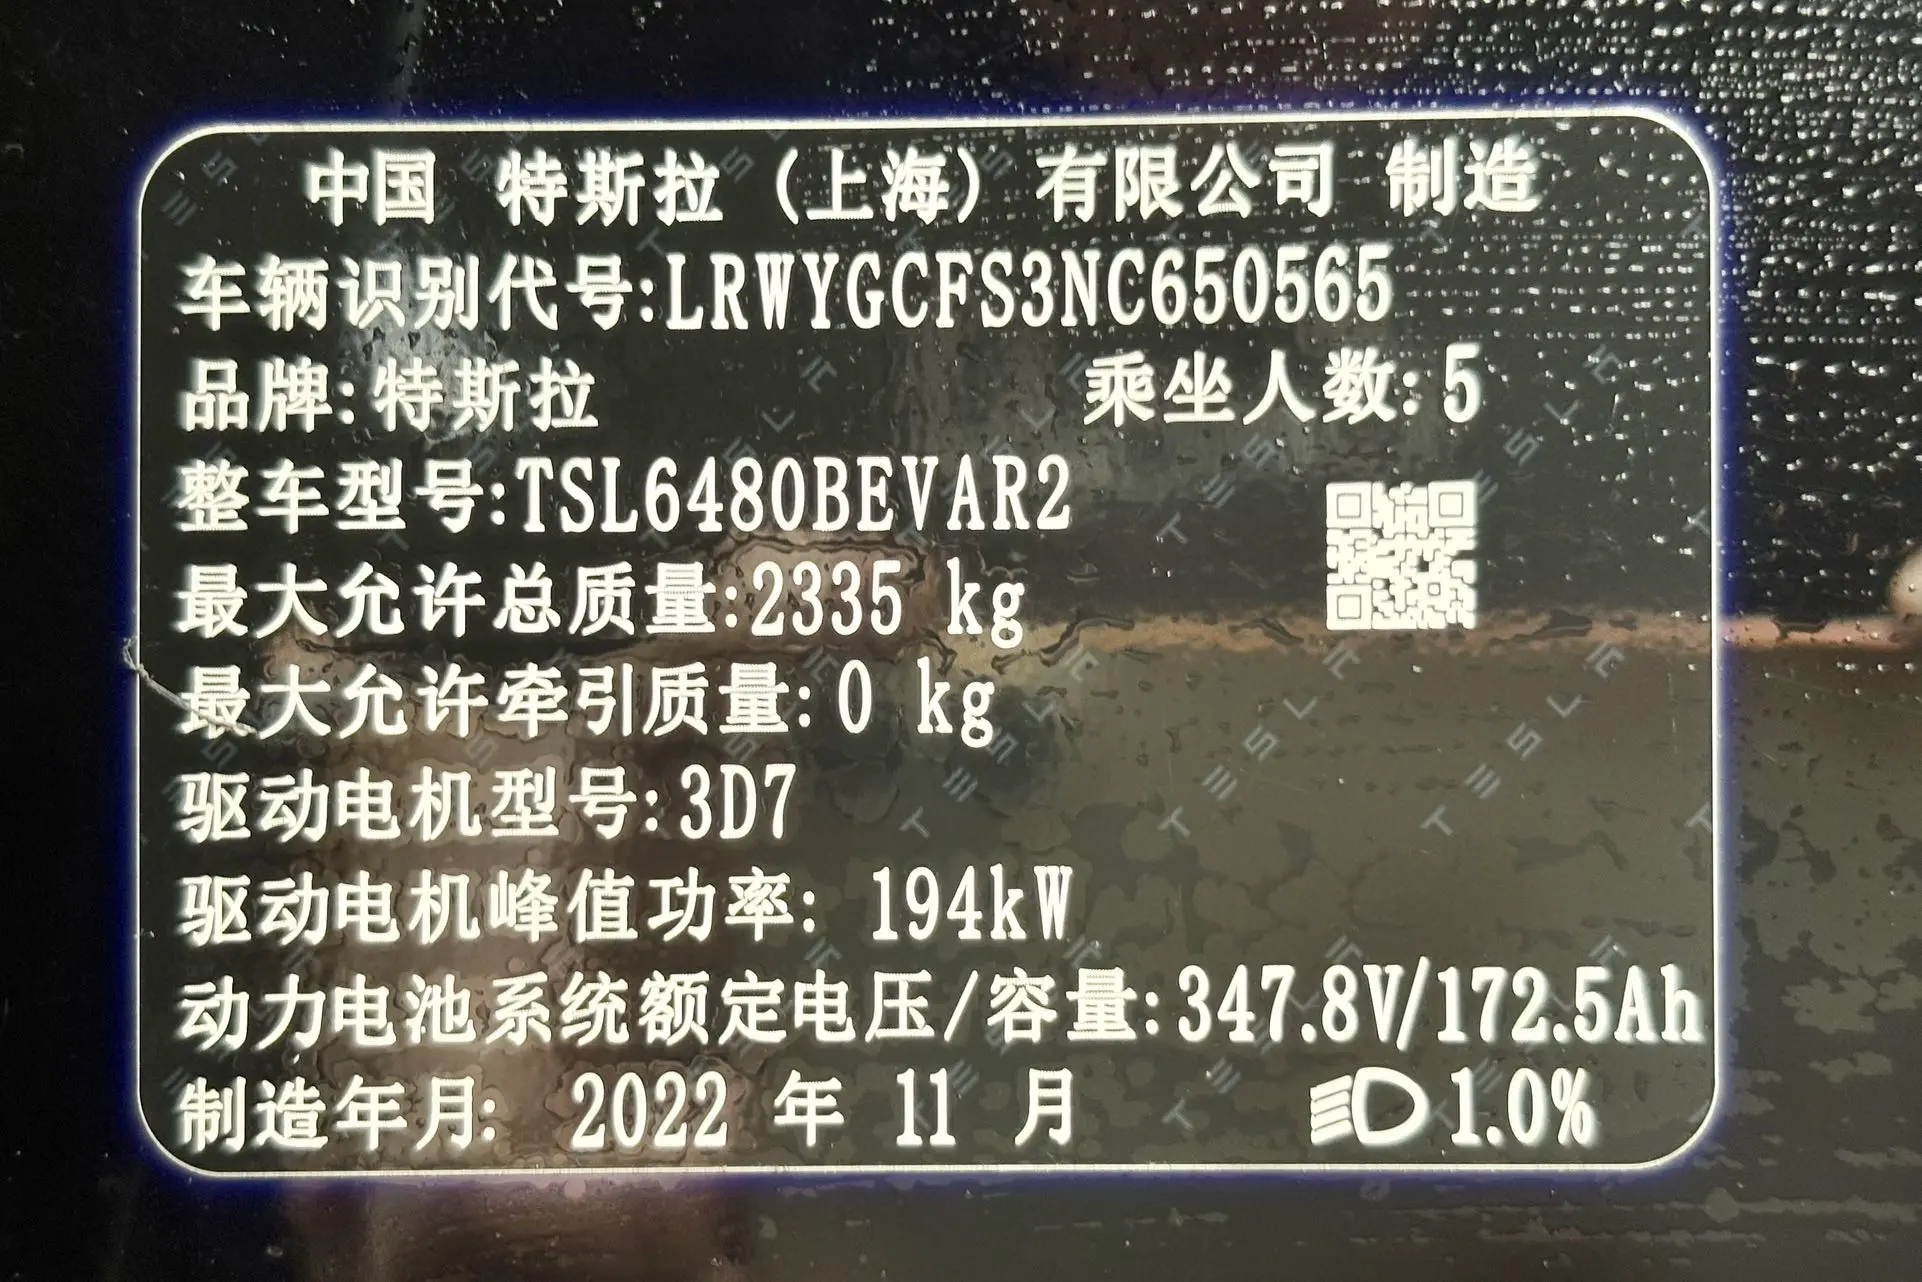 中国 特斯拉（上海）有限公司 制造
车辆识别代号:LRWYGCFS3NC650565
品牌:特斯拉 乘坐人数:5
整车型号:TSL6480BEVAR2
最大允许总质量:2335 kg
最大允许牵引质量:0 kg
驱动电机型号:3D7
驱动电机峰值功率: 194kW
动力电池系统额定电压/容量:347.8V/172.5Ah
制造年月: 2022 年 11 月 1.0%